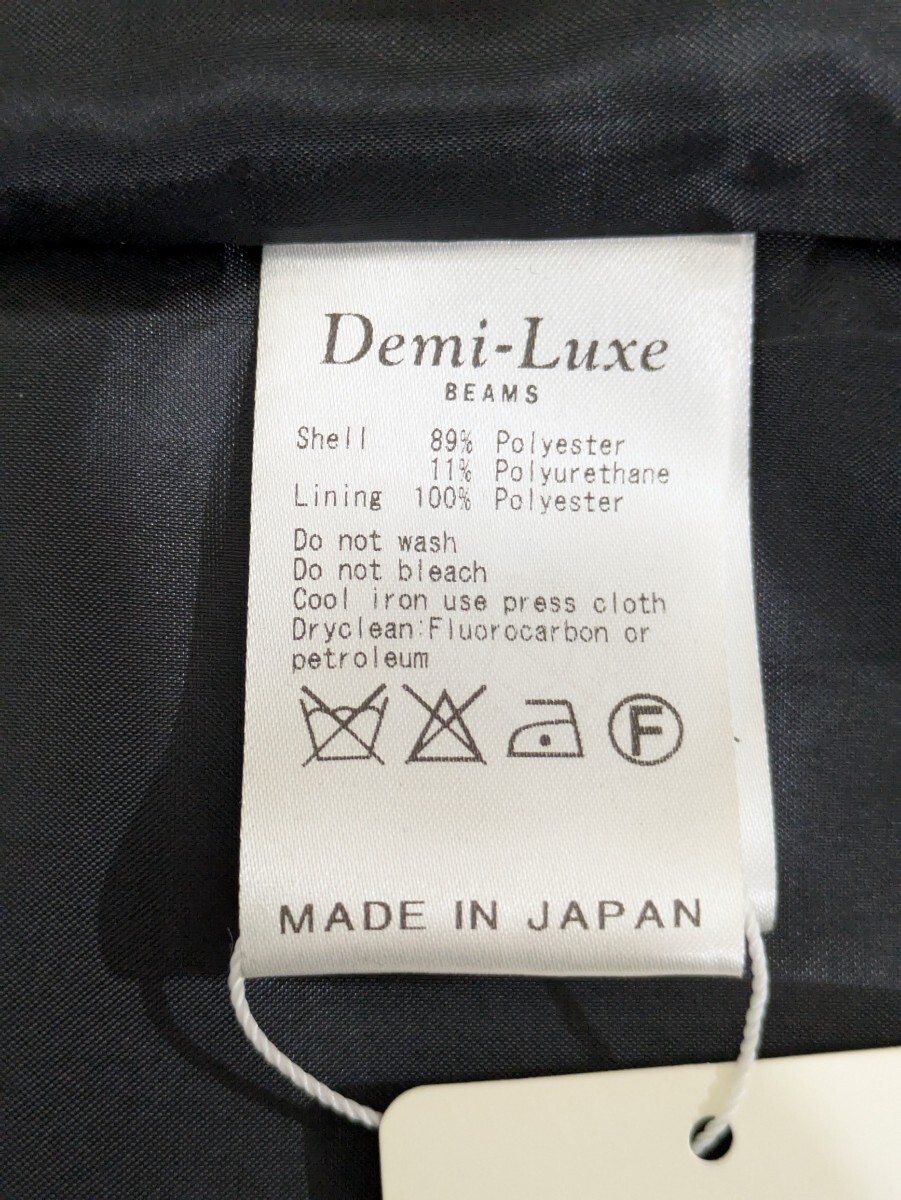 Demi-Luxe
BEAMS
Shell 89% Polyester
11% Polyurethane
Lining 100% Polyester
Do not wash
Do not bleach
Cool iron use press cloth
Dryclean:Fluorocarbon or
petroleum
F
MADE IN JAPAN